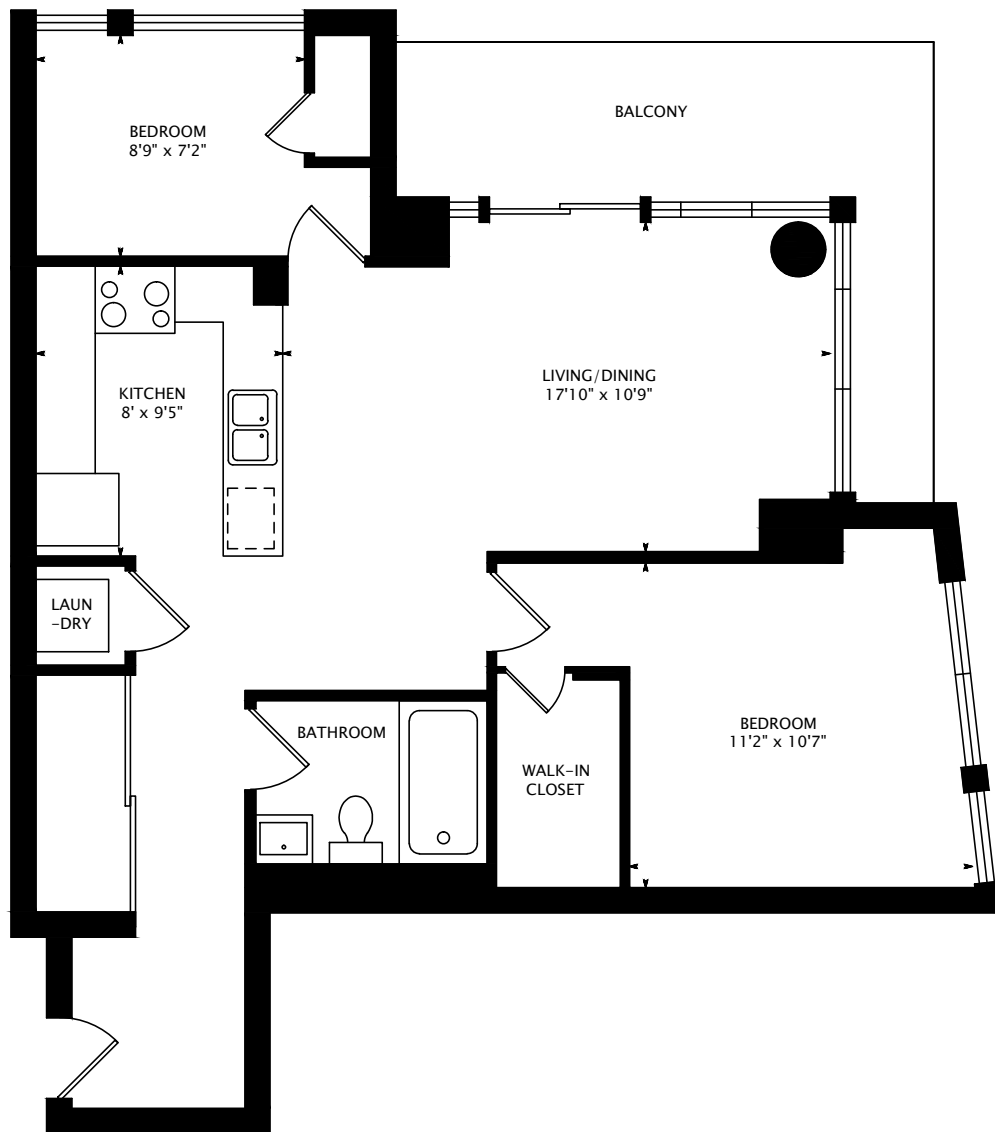 BALCONY
BEDROOM
8'9" x 7'2"
LIVING/DINING
17'10" x 10'9"
KITCHEN
8' x 9'5"
LAUN
-DRY
BATHROOM
BEDROOM
11'2" x 10'7"
WALK-IN
CLOSET